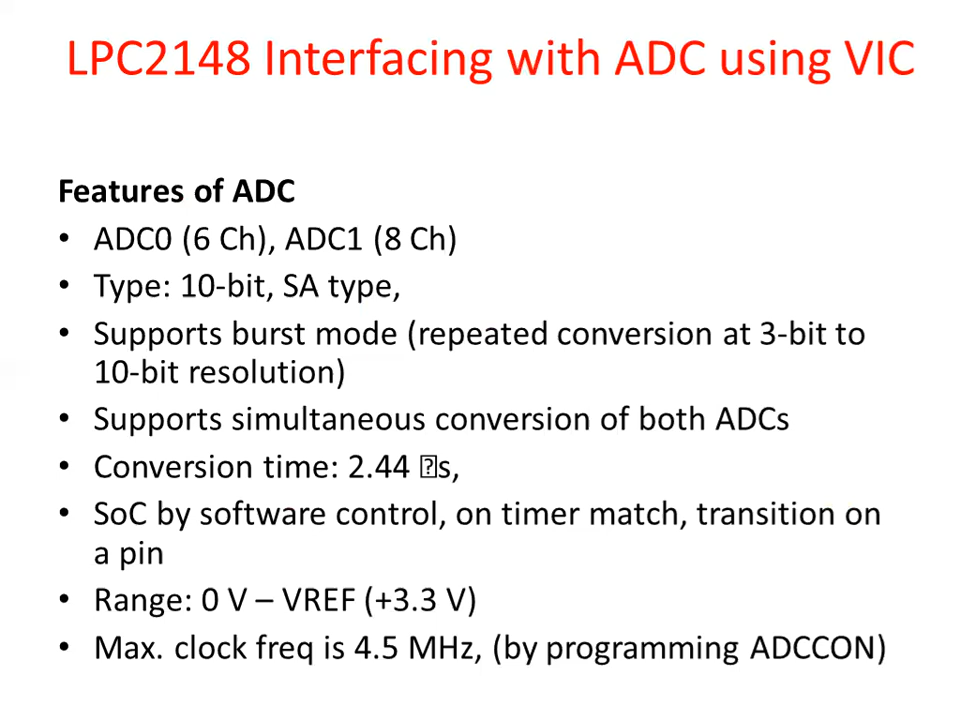 LPC2148 Interfacing with ADC using VIC
Features of ADC
• ADC0 (6 Ch), ADC1 (8 Ch)
• Type: 10-bit, SA type,
• Supports burst mode (repeated conversion at 3-bit to
10-bit resolution)
• Supports simultaneous conversion of both ADCs
• Conversion time: 2.44 �s,
• SoC by software control, on timer match, transition on
a pin
• Range: 0 V – VREF (+3.3 V)
• Max. clock freq is 4.5 MHz, (by programming ADCCON)